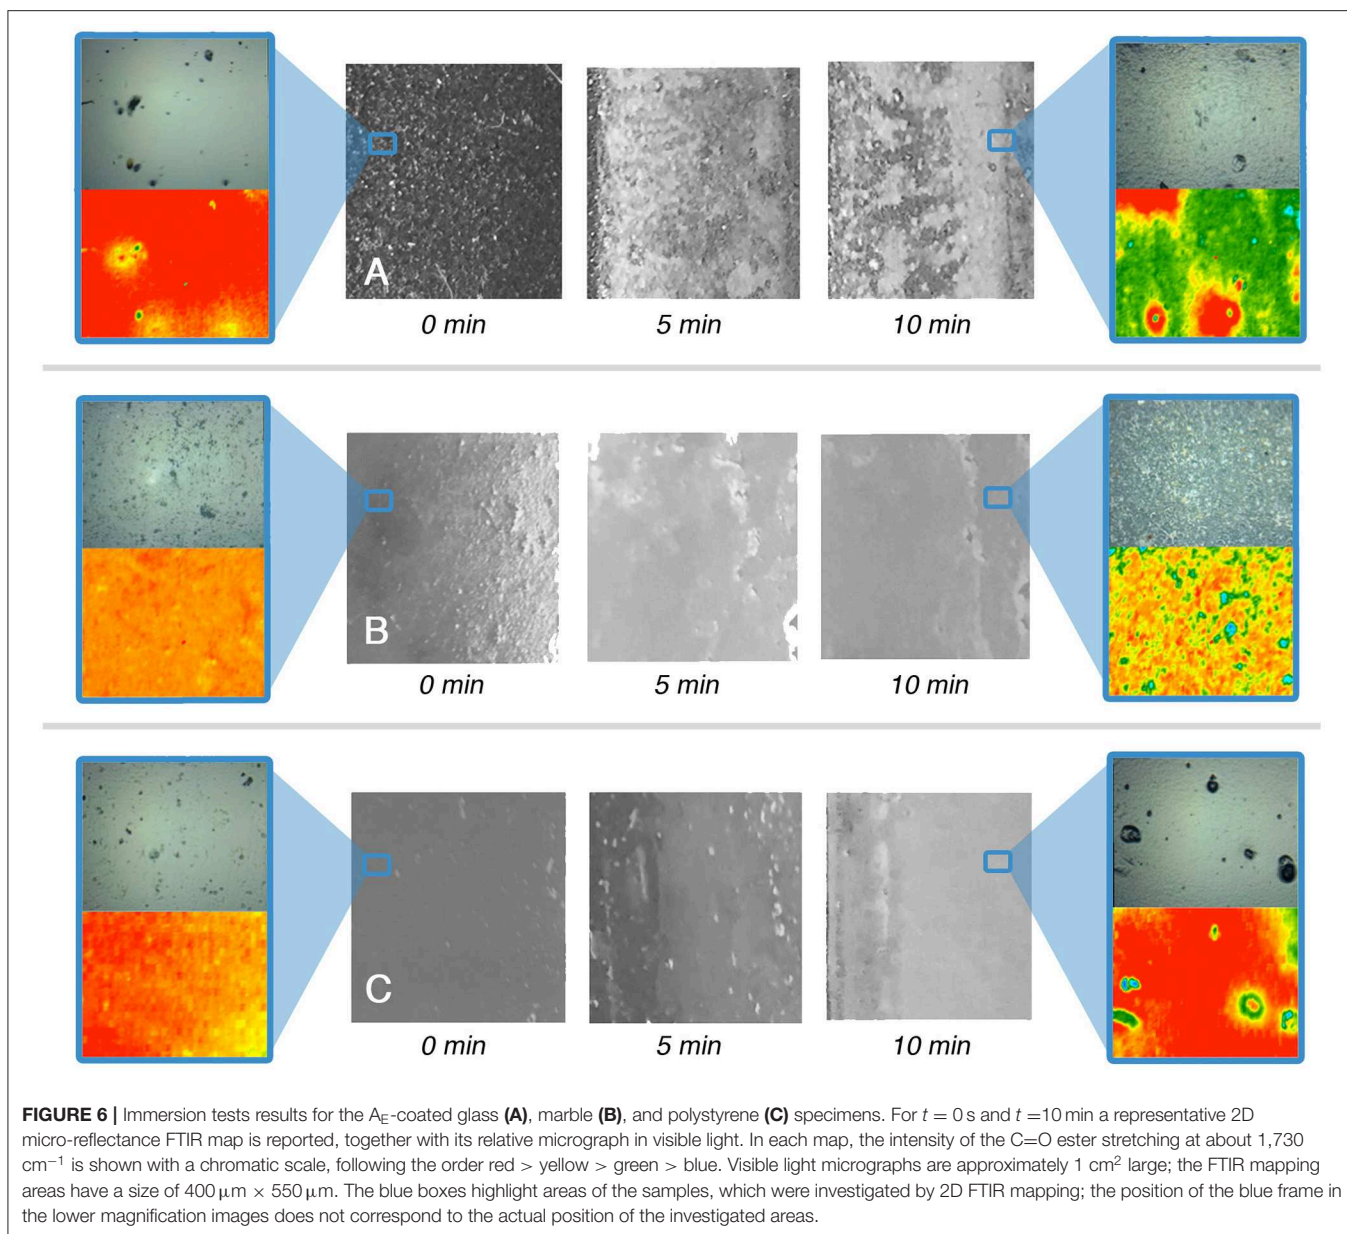 A
0 min
5 min
10 min
B
0 min
5 min
10 min
C
0 min
5 min
10 min
FIGURE 6 | Immersion tests results for the AE-coated glass (A), marble (B), and polystyrene (C) specimens. For t = 0 s and t =10 min a representative 2D
micro-reflectance FTIR map is reported, together with its relative micrograph in visible light. In each map, the intensity of the C=O ester stretching at about 1,730
cm−1 is shown with a chromatic scale, following the order red > yellow > green > blue. Visible light micrographs are approximately 1 cm2 large; the FTIR mapping
areas have a size of 400 μm × 550 μm. The blue boxes highlight areas of the samples, which were investigated by 2D FTIR mapping; the position of the blue frame in
the lower magnification images does not correspond to the actual position of the investigated areas.